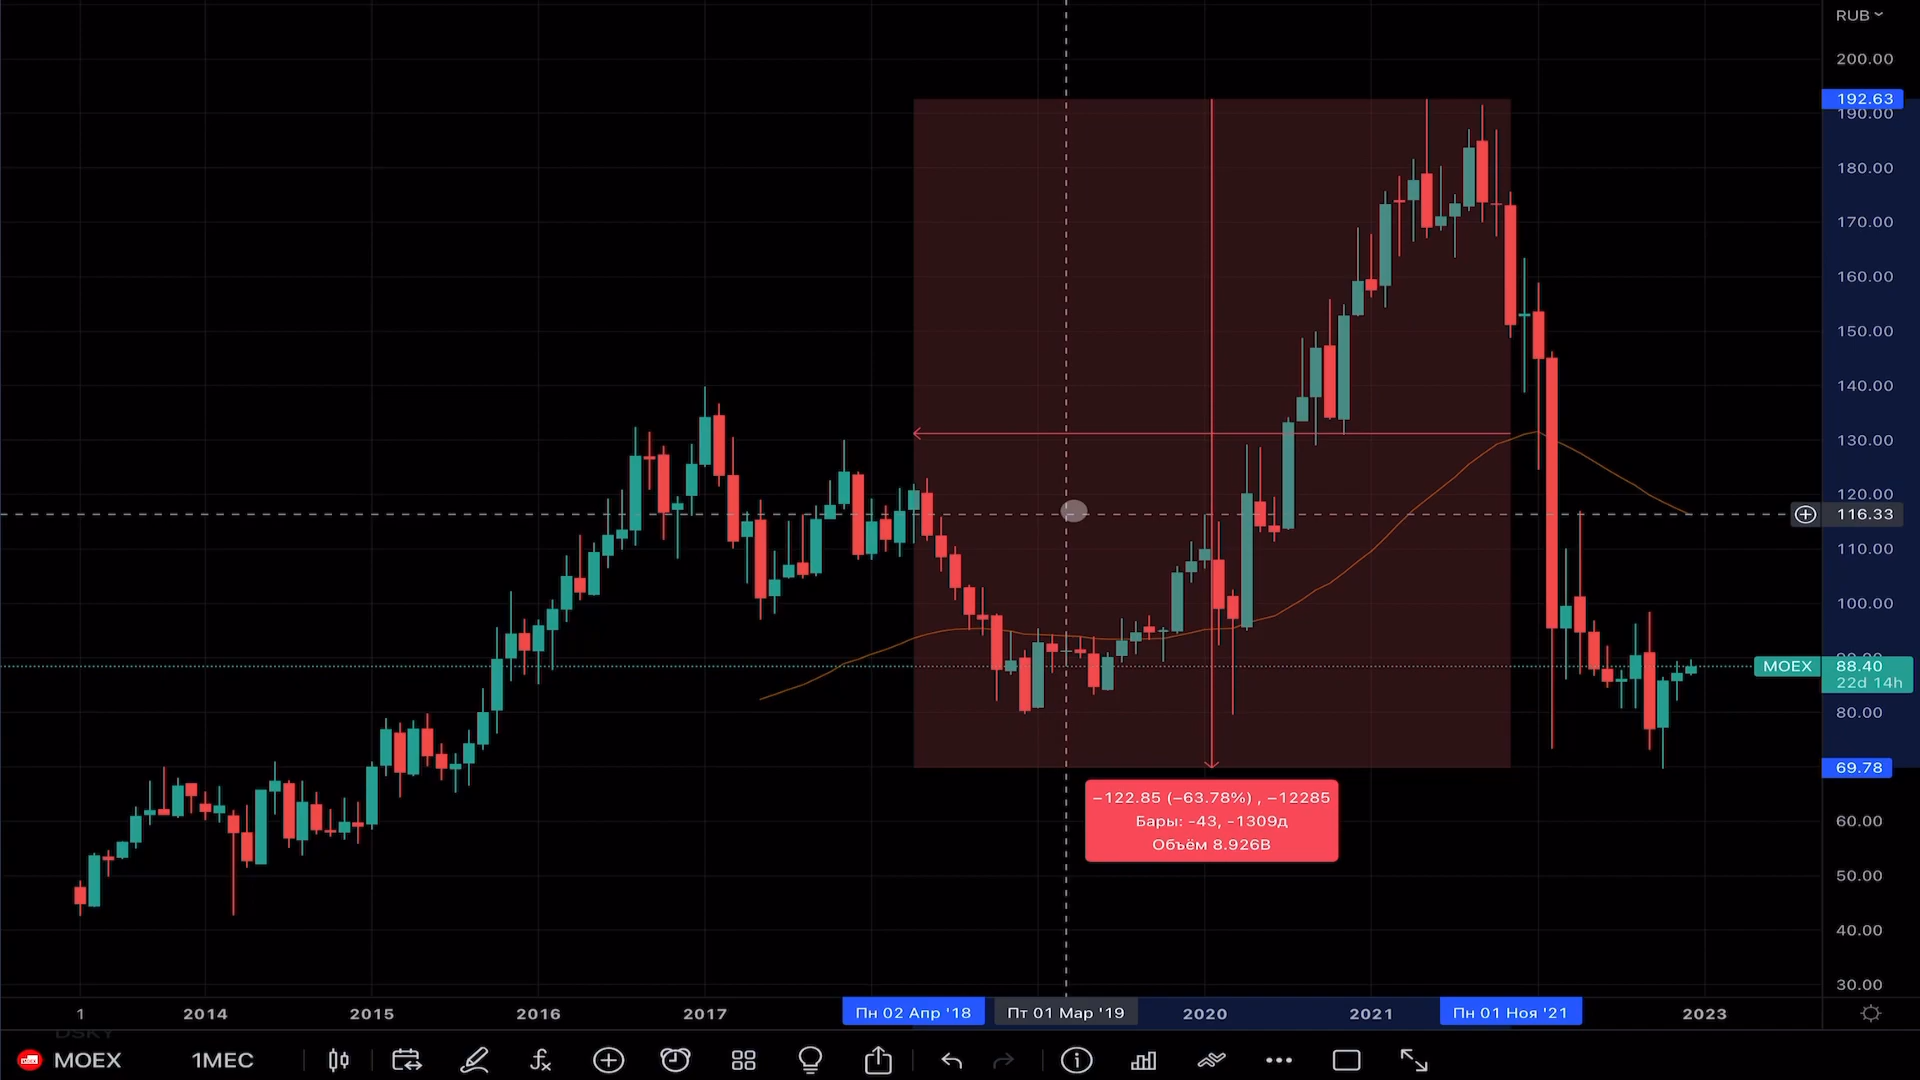 RUB
200.00
192.63
190.00
180.00
170.00
160.00
150.00
140.00
130.00
120.00
116.33
110.00
100.00
MOEX 88.40
22d 14h
80.00
69.78
60.00
50.00
40.00
30.00
−122.85 (−63.78%) , −12285
Бары: -43, -1309д
Объём 8.926В
1 2014 2015 2016 2017 Пн 02 Апр '18 Пт 01 Мар '19 2020 2021 Пн 01 Ноя '21 2023
MOEX 1МЕС